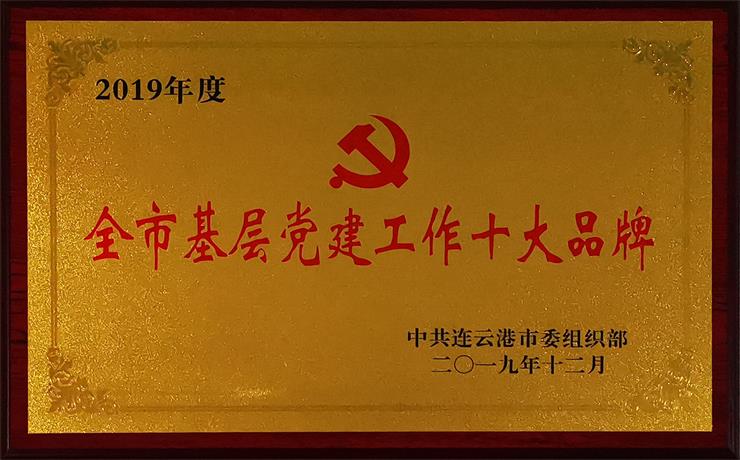 2019年度
全市基层党建工作十大品牌
中共连云港市委组织部
二〇一九年十二月